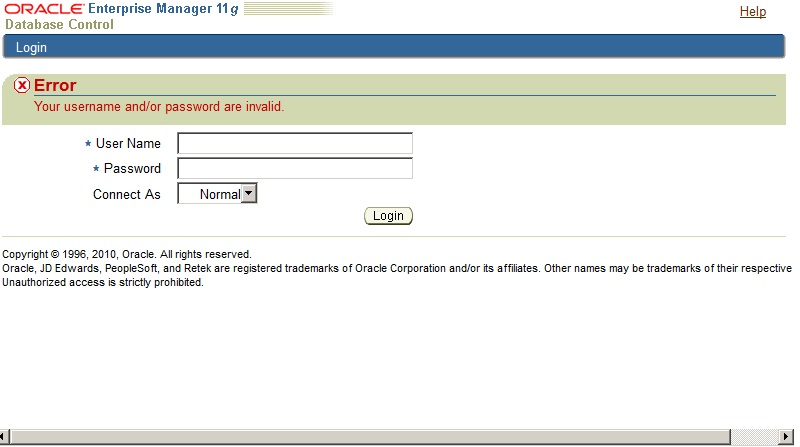 ORACLE Enterprise Manager 11g
Database Control
Help
Login
Error
Your username and/or password are invalid.
* User Name
* Password
Connect As Normal
Login
Copyright © 1996, 2010, Oracle. All rights reserved.
Oracle, JD Edwards, PeopleSoft, and Retek are registered trademarks of Oracle Corporation and/or its affiliates. Other names may be trademarks of their respective
Unauthorized access is strictly prohibited.